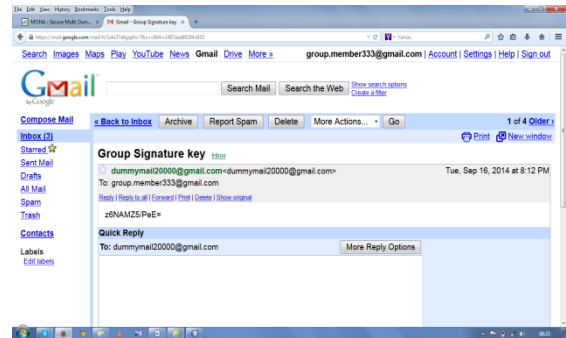 File Edit View History Bookmarks Tools Help
MONA : Secure Multi Own... × M Gmail - Group Signature key × +
Yahoo
Search Images Maps Play YouTube News Gmail Drive More » group.member333@gmail.com | Account | Settings | Help | Sign out
Gmail by Google
Search Mail Search the Web Show search options
Create a filter
Compose Mail
Inbox (3)
Starred
Sent Mail
Drafts
All Mail
Spam
Trash
Contacts
Labels
Edit labels
« Back to Inbox Archive Report Spam Delete More Actions... Go 1 of 4 Older ›
Print New window
Group Signature key Inbox
dummymail20000@gmail.com<dummymail20000@gmail.com> Tue, Sep 16, 2014 at 8:12 PM
To: group.member333@gmail.com
Reply | Reply to all | Forward | Print | Delete | Show original
z6NAMZ5/PeE=
Quick Reply
To: dummymail20000@gmail.com More Reply Options